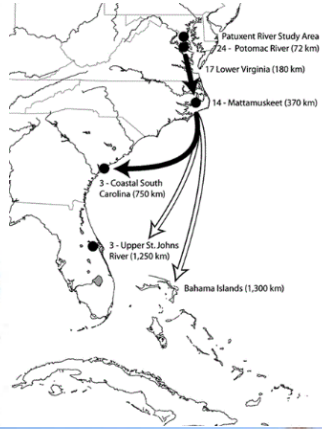 Patuxent River Study Area
24 - Potomac River (72 km)
17 Lower Virginia (180 km)
14 - Mattamuskeet (370 km)
3 - Coastal South
Carolina (750 km)
3 - Upper St. Johns
River (1,250 km)
Bahama Islands (1,300 km)